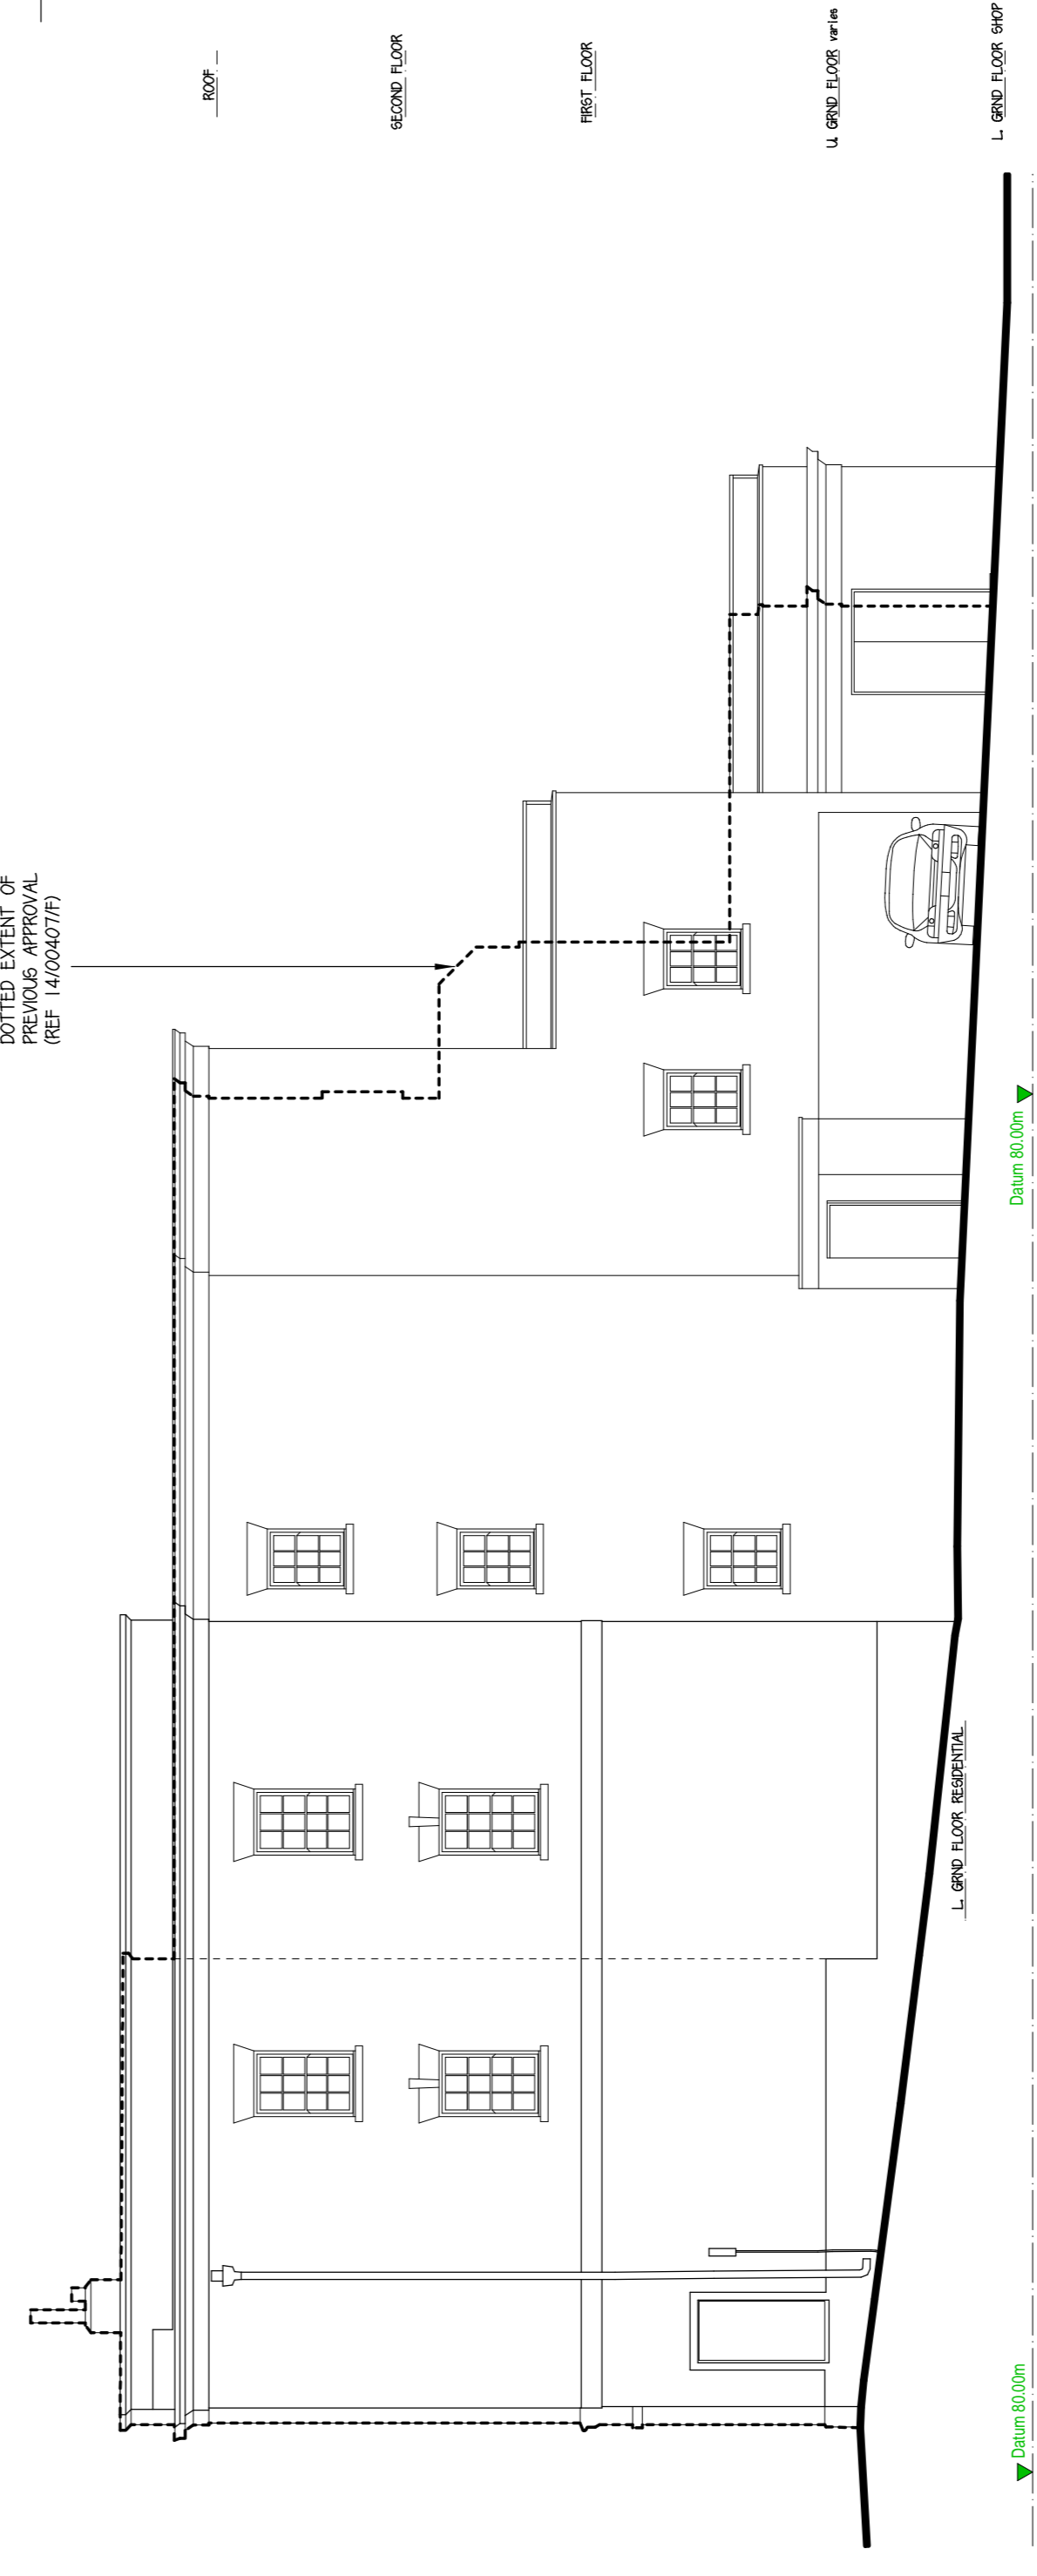 DOTTED EXTENT OF
PREVIOUS APPROVAL
(REF 14/00407/F)
ROOF
SECOND FLOOR
FIRST FLOOR
U. GRND FLOOR varies
L. GRND FLOOR SHOP
L. GRND FLOOR RESIDENTIAL
Datum 80.00m
Datum 80.00m